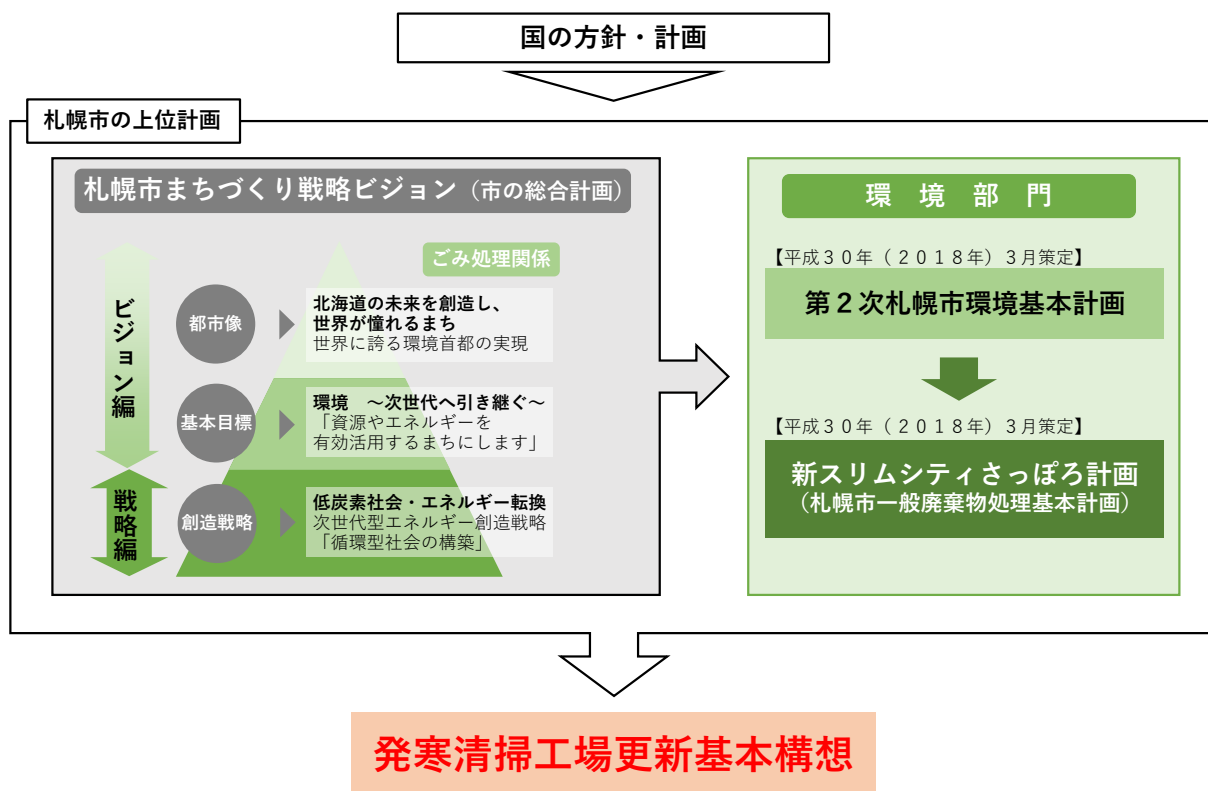 国の方針・計画
札幌市の上位計画
札幌市まちづくり戦略ビジョン（市の総合計画）
ごみ処理関係
ビジョン編
都市像
北海道の未来を創造し、
世界が憧れるまち
世界に誇る環境首都の実現
基本目標
環境　～次世代へ引き継ぐ～
「資源やエネルギーを
有効活用するまちにします」
戦略編
創造戦略
低炭素社会・エネルギー転換
次世代型エネルギー創造戦略
「循環型社会の構築」
環　境　部　門
【平成３０年（２０１８年）３月策定】
第２次札幌市環境基本計画
【平成３０年（２０１８年）３月策定】
新スリムシティさっぽろ計画
（札幌市一般廃棄物処理基本計画）
発寒清掃工場更新基本構想